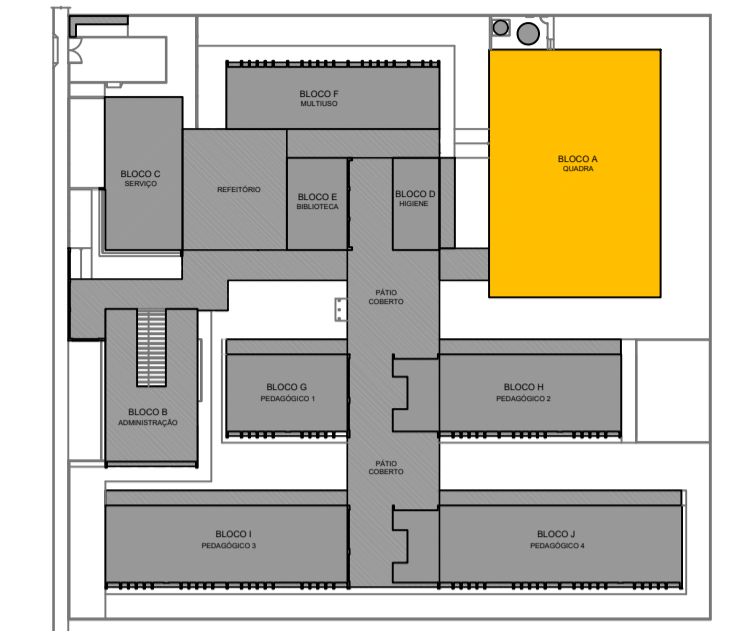 BLOCO F
MULTIUSO
BLOCO A
QUADRA
BLOCO C
SERVIÇO
REFEITÓRIO
BLOCO E
BIBLIOTECA
BLOCO D
HIGIENE
PÁTIO
COBERTO
BLOCO G
PEDAGÓGICO 1
BLOCO H
PEDAGÓGICO 2
BLOCO B
ADMINISTRAÇÃO
PÁTIO
COBERTO
BLOCO I
PEDAGÓGICO 3
BLOCO J
PEDAGÓGICO 4